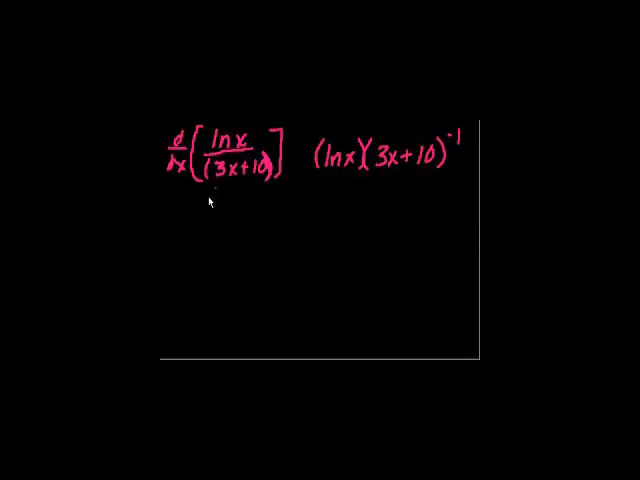 d/dx [ ln x / (3x+10) ] (ln x)(3x+10)^-1